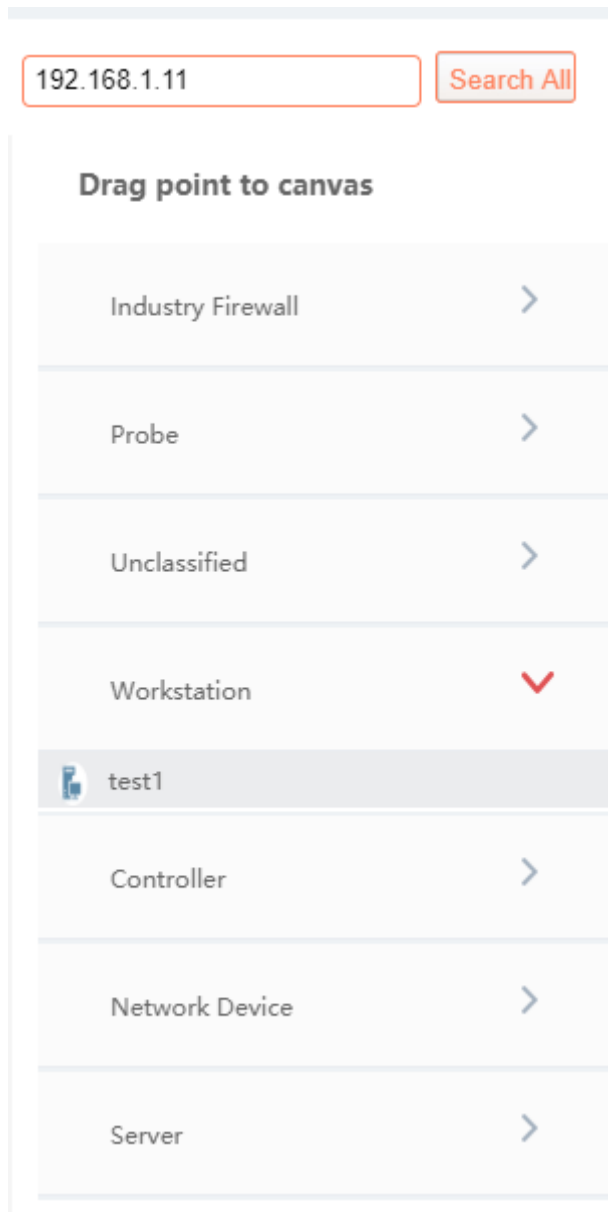 192.168.1.11 Search All
Drag point to canvas
Industry Firewall
Probe
Unclassified
Workstation
test1
Controller
Network Device
Server